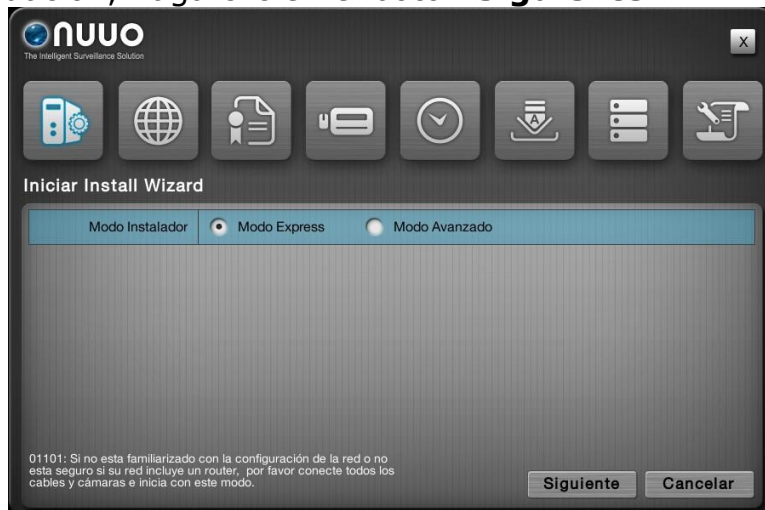 NUUO
The Intelligent Surveillance Solution
X
A
Iniciar Install Wizard
Modo Instalador Modo Express Modo Avanzado
01101: Si no esta familiarizado con la configuración de la red o no
esta seguro si su red incluye un router, por favor conecte todos los
cables y cámaras e inicia con este modo.
Siguiente Cancelar